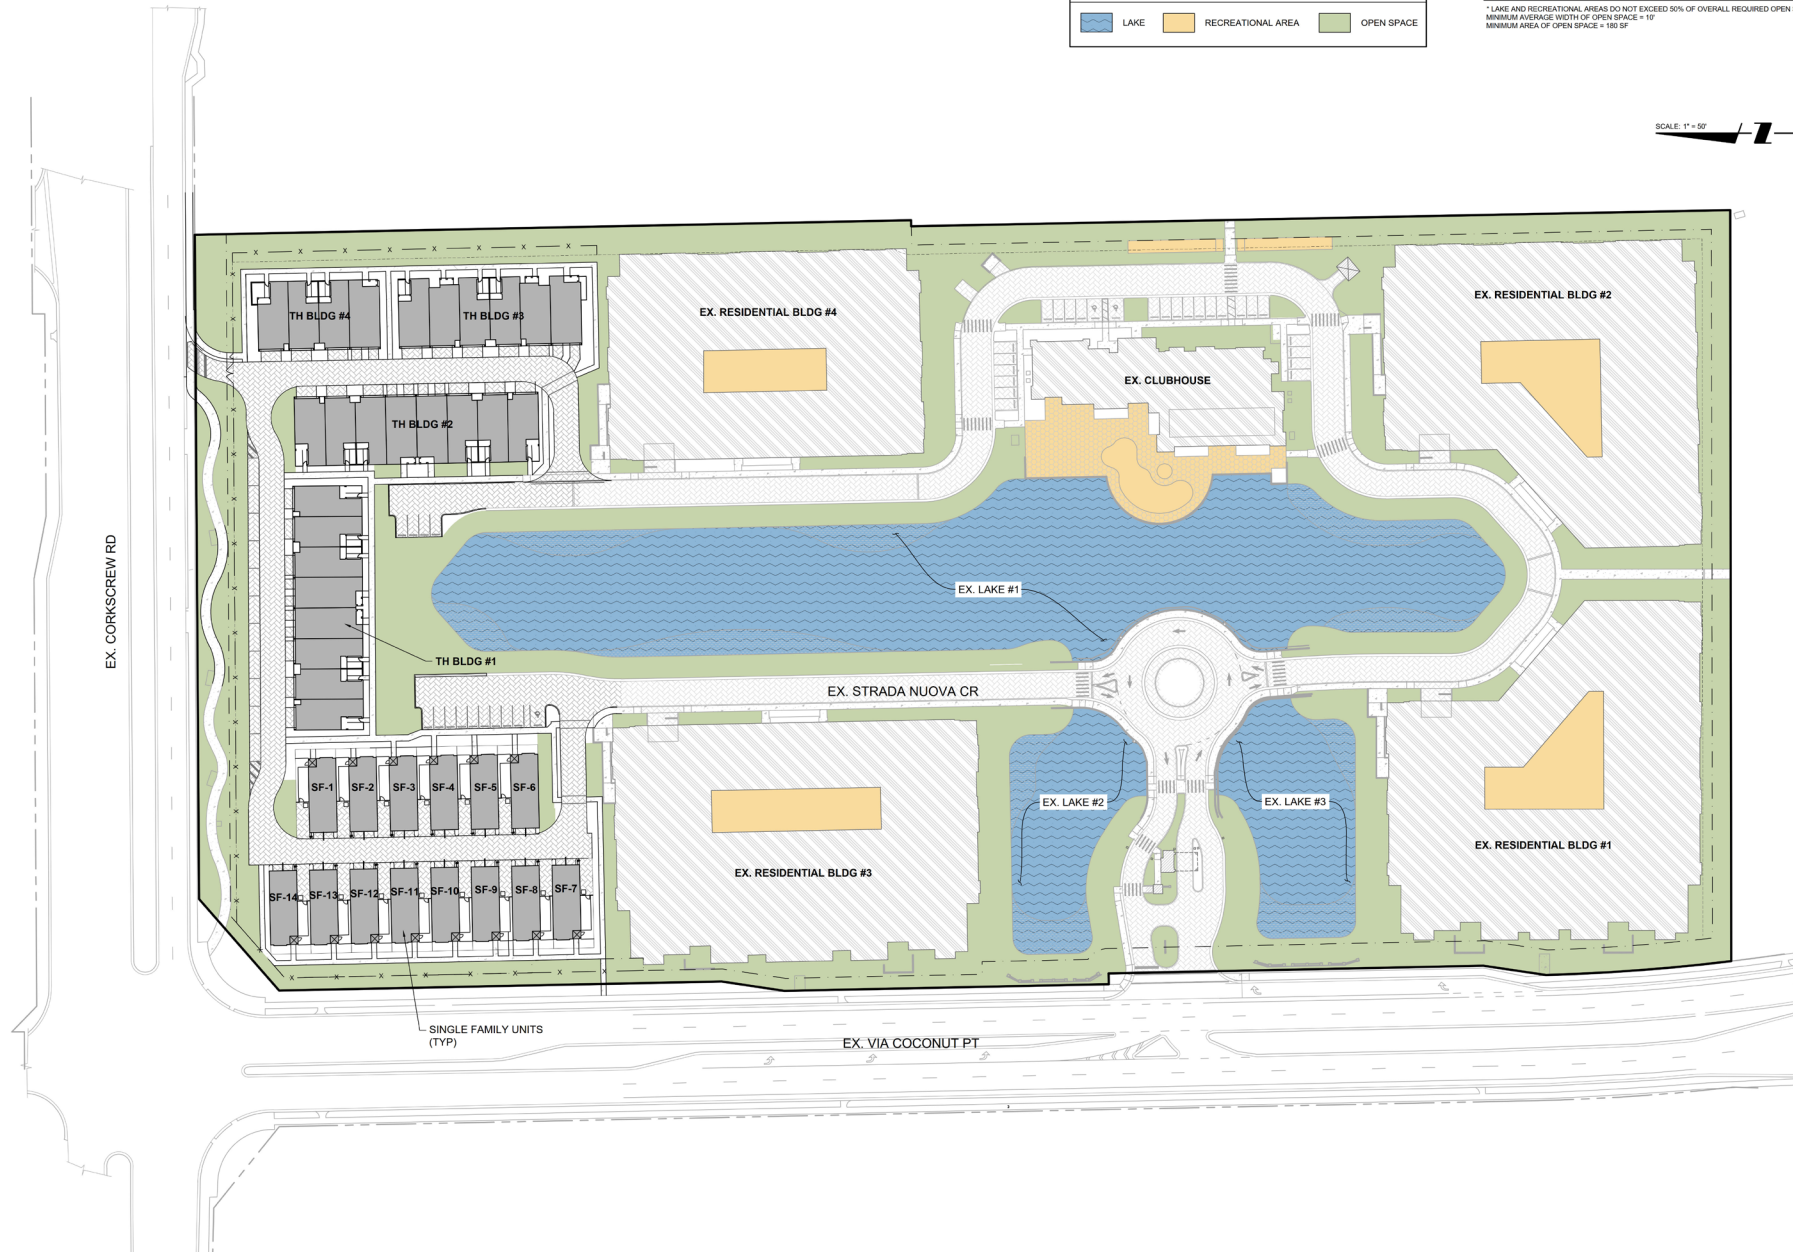 LAKE
RECREATIONAL AREA
OPEN SPACE
* LAKE AND RECREATIONAL AREAS DO NOT EXCEED 50% OF OVERALL REQUIRED OPEN
MINIMUM AVERAGE WIDTH OF OPEN SPACE = 10'
MINIMUM AREA OF OPEN SPACE = 180 SF
SCALE: 1" = 50'
Z
EX. RESIDENTIAL BLDG #2
EX. RESIDENTIAL BLDG #4
TH BLDG #4
TH BLDG #3
EX. CLUBHOUSE
TH BLDG #2
EX. CORKSCREW RD
EX. LAKE #1
TH BLDG #1
EX. STRADA NUOVA CR
SF-1
SF-2
SF-3
SF-4
SF-5
SF-6
EX. LAKE #2
EX. LAKE #3
EX. RESIDENTIAL BLDG #1
EX. RESIDENTIAL BLDG #3
SF-14
SF-13
SF-12
SF-11
SF-10
SF-9
SF-8
SF-7
SINGLE FAMILY UNITS
(TYP)
EX. VIA COCONUT PT